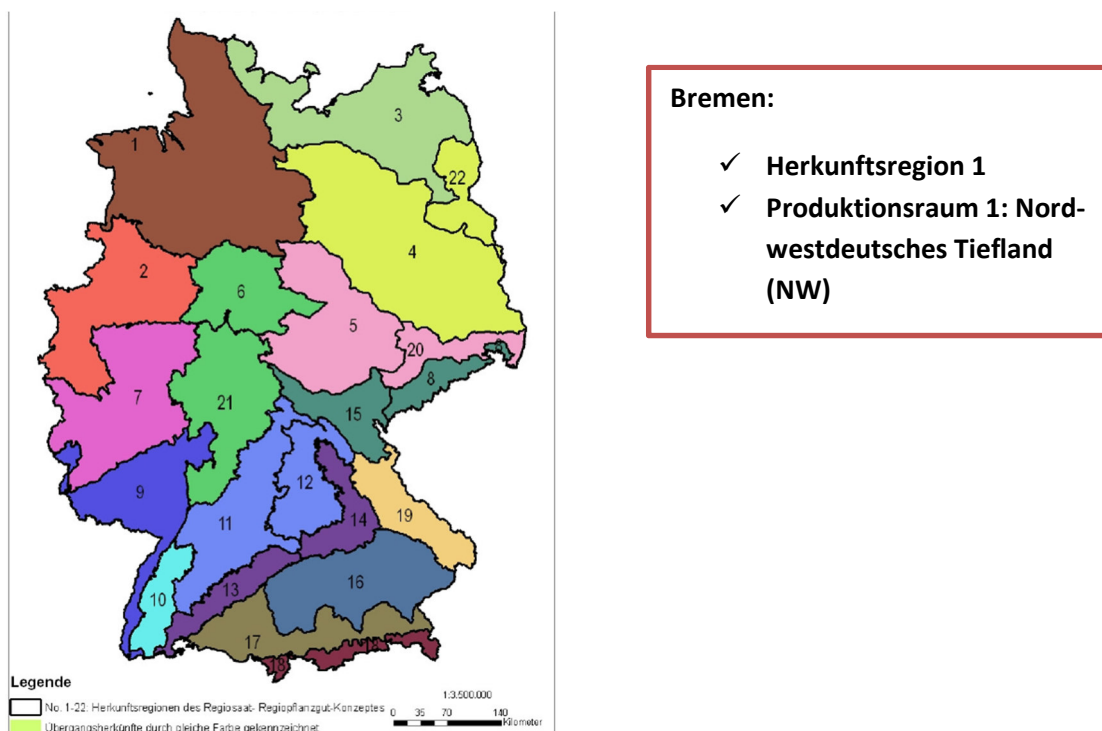 1
3
22
4
2
6
5
20
8
7
21
15
9
12
19
11
14
16
13
10
17
18
18
Legende
No. 1-22: Herkunftsregionen des Regiosaat- Regiopflanzgut-Konzeptes
Übergangsherkünfte durch gleiche Farbe gekennzeichnet
1:3.500.000
0 35 70 140
Kilometer
Bremen:
✓ Herkunftsregion 1
✓ Produktionsraum 1: Nord-
westdeutsches Tiefland
(NW)